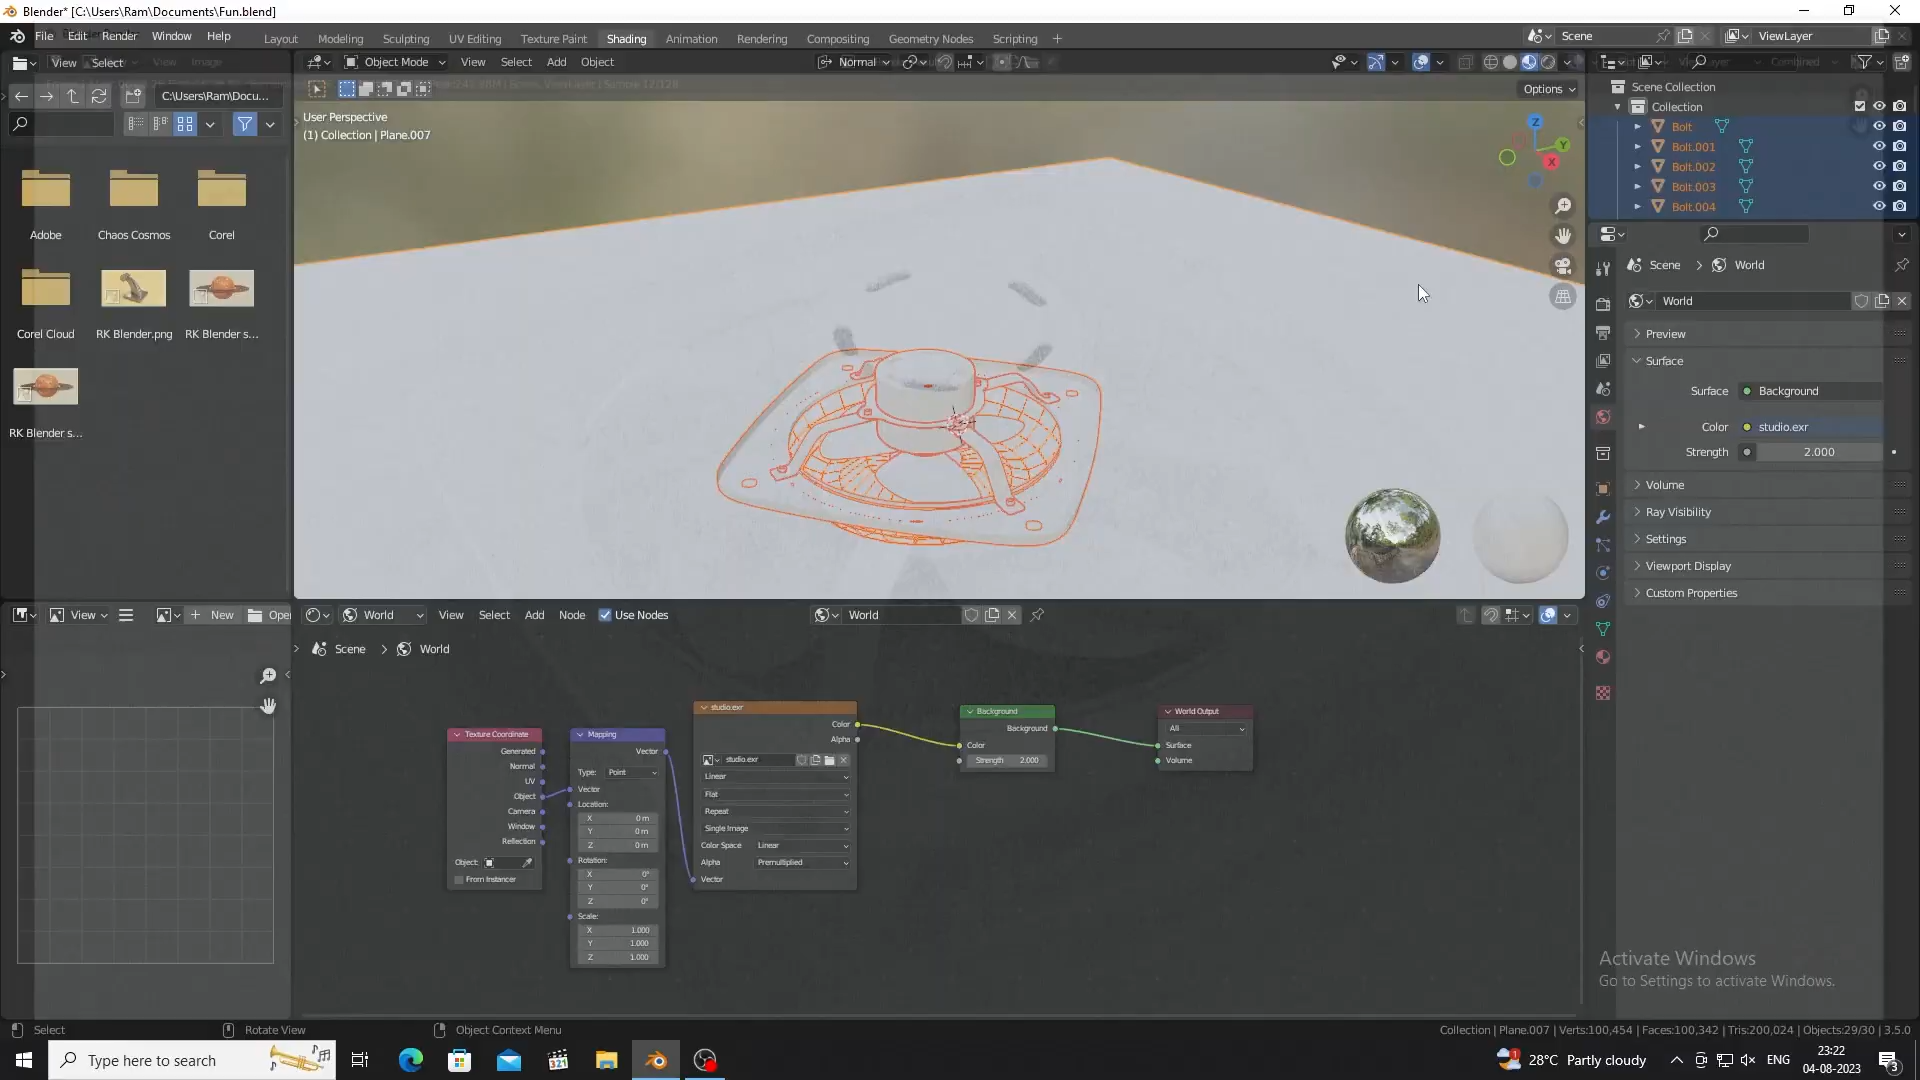 Blender* [C:\Users\Ram\Documents\Fun.blend]
File Edit Render Window Help
Layout Modeling Sculpting UV Editing Texture Paint Shading Animation Rendering Compositing Geometry Nodes Scripting +
Scene
ViewLayer
View Select
Object Mode View Select Add Object
Normal
C:\Users\Ram\Docu...
Options
User Perspective
(1) Collection | Plane.007
Z
Y
X
Adobe
Chaos Cosmos
Corel
Corel Cloud
RK Blender.png
RK Blender s...
RK Blender s...
Scene Collection
Collection
Bolt
Bolt.001
Bolt.002
Bolt.003
Bolt.004
Scene > World
World
Preview
Surface
Surface Background
Color studio.exr
Strength 2.000
Volume
Ray Visibility
Settings
Viewport Display
Custom Properties
View
+ New
Ope
World View Select Add Node Use Nodes
World
Scene > World
Texture Coordinate
Generated
Normal
UV
Object
Camera
Window
Reflection
Object:
From Instancer
Mapping
Vector
Type: Point
Vector
Location:
X 0 m
Y 0 m
Z 0 m
Rotation:
X 0°
Y 0°
Z 0°
Scale:
X 1.000
Y 1.000
Z 1.000
studio.exr
Color
Alpha
studio.exr
Linear
Flat
Repeat
Single Image
Color Space Linear
Alpha Premultiplied
Vector
Background
Background
Color
Strength 2.000
World Output
All
Surface
Volume
Activate Windows
Go to Settings to activate Windows.
Select
Rotate View
Object Context Menu
Collection | Plane.007 | Verts:100,454 | Faces:100,342 | Tris:200,024 | Objects:29/30 | 3.5.0
Type here to search
321
1
28°C Partly cloudy
ENG
23:22
04-08-2023
3